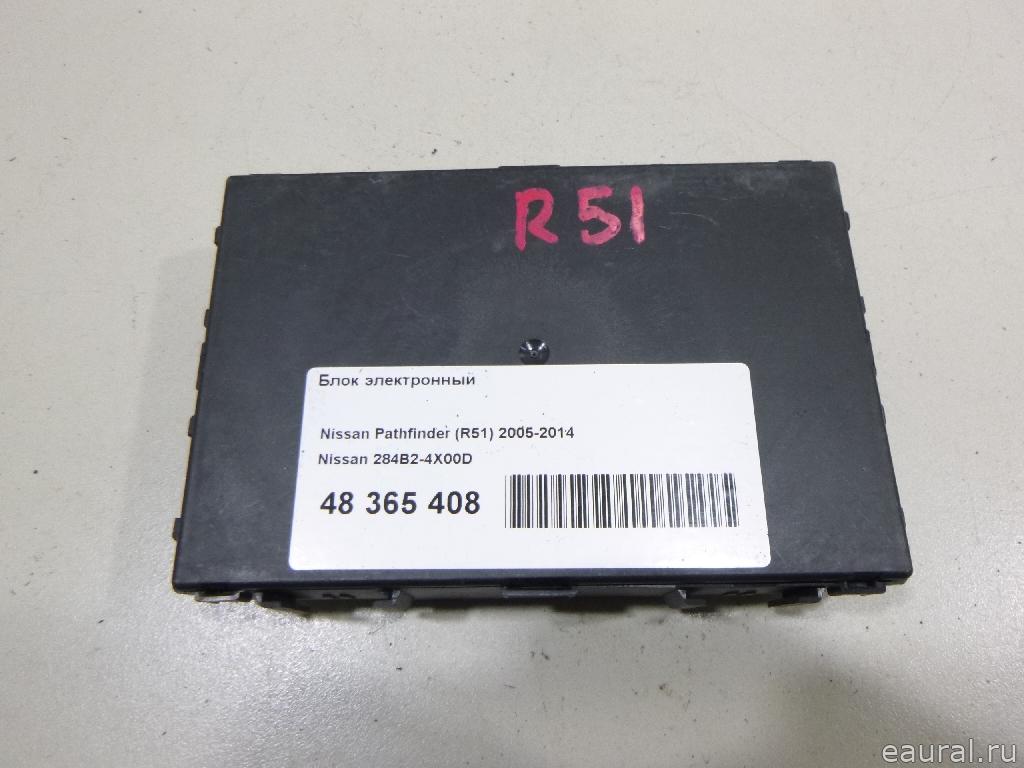 R51
Блок электронный
Nissan Pathfinder (R51) 2005-2014
Nissan 284B2-4X00D
48 365 408
eaural.ru